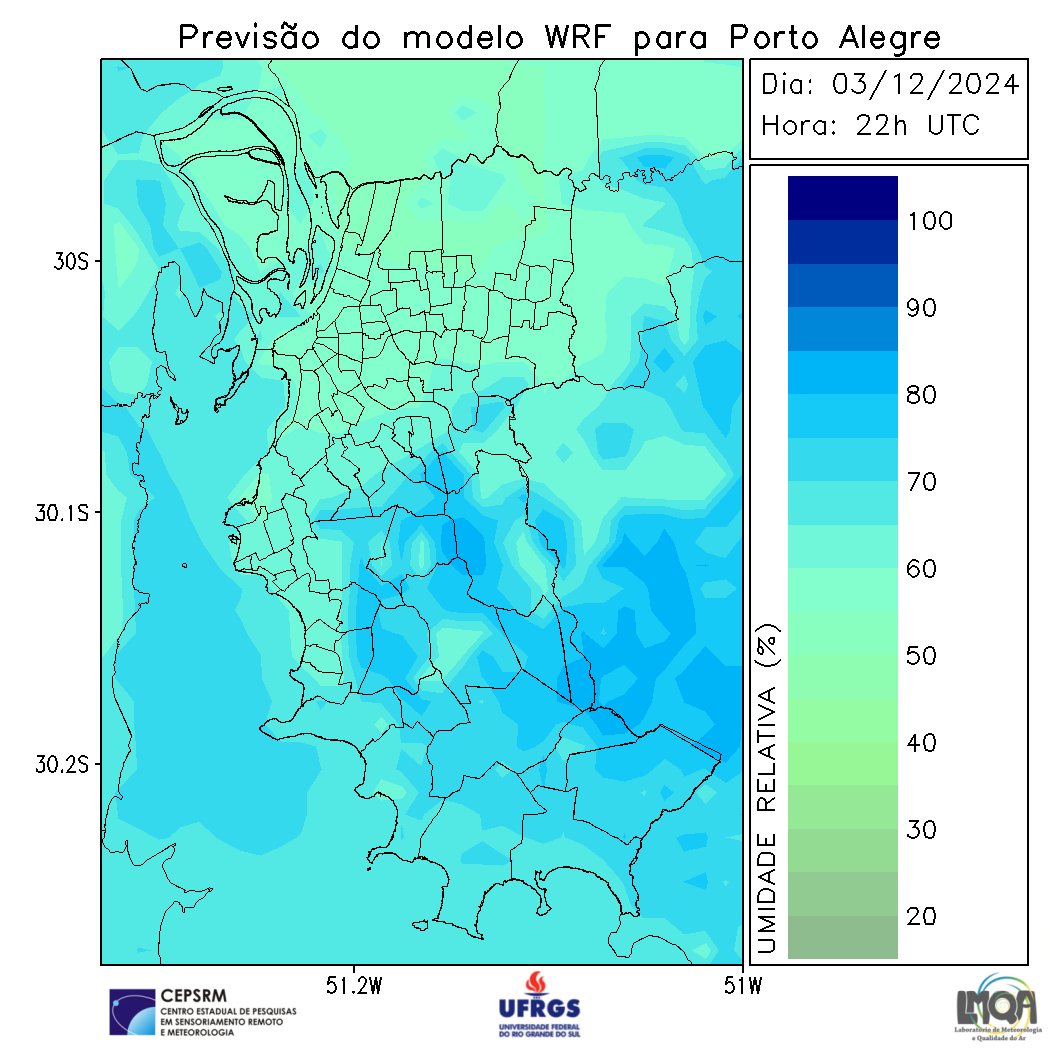 Previsão do modelo WRF para Porto Alegre
Dia: 03/12/2024
Hora: 22h UTC
30S
30.1S
30.2S
51.2W
51W
100
90
80
70
60
50
40
30
20
UMIDADE RELATIVA (%)
CEPSRM
CENTRO ESTADUAL DE PESQUISAS
EM SENSORIAMENTO REMOTO
E METEOROLOGIA
UFRGS
UNIVERSIDADE FEDERAL
DO RIO GRANDE DO SUL
LMQA
Laboratório de Meteorologia
e Qualidade do Ar